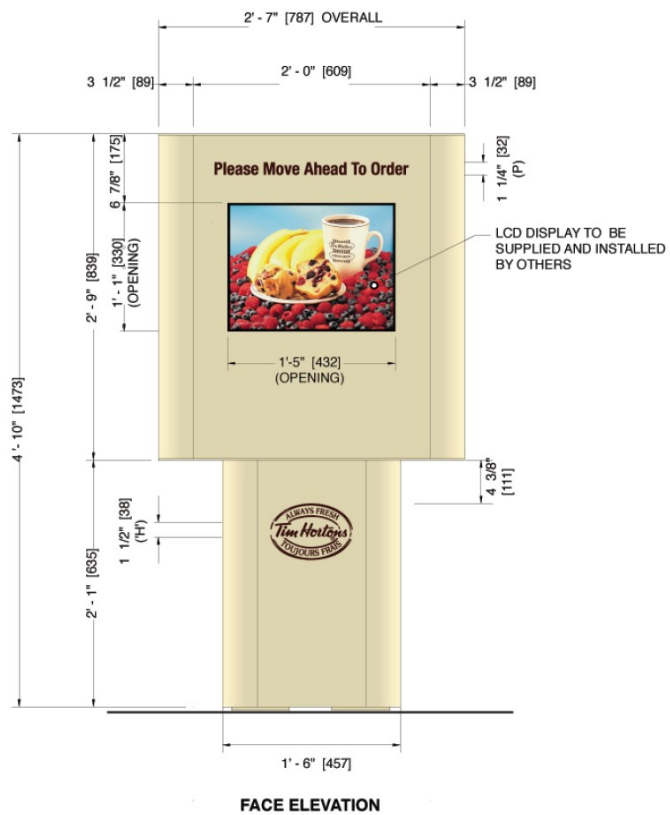 2' - 7" [787] OVERALL
3 1/2" [89]
2' - 0" [609]
3 1/2" [89]
6 7/8" [175]
1 1/4" [32]
(P)
Please Move Ahead To Order
LCD DISPLAY TO BE
SUPPLIED AND INSTALLED
BY OTHERS
2' - 9" [839]
1' - 1" [330]
(OPENING)
1'-5" [432]
(OPENING)
4 '- 10" [1473]
4 3/8"
[111]
1 1/2" [38]
('H')
ALWAYS FRESH
Tim Hortons
TOUJOURS FRAIS
2' - 1" [635]
1' - 6" [457]
FACE ELEVATION